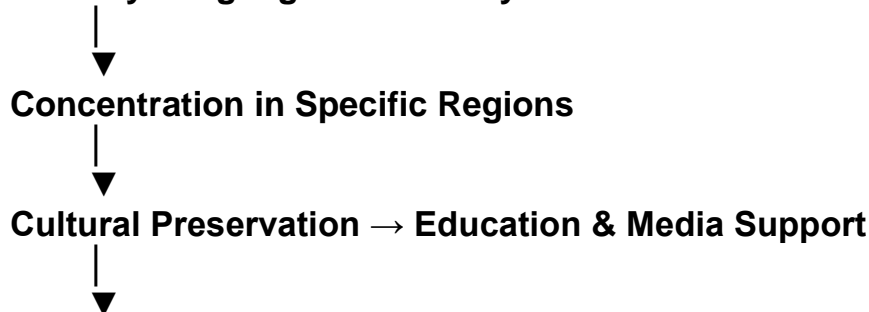 Concentration in Specific Regions
Cultural Preservation → Education & Media Support